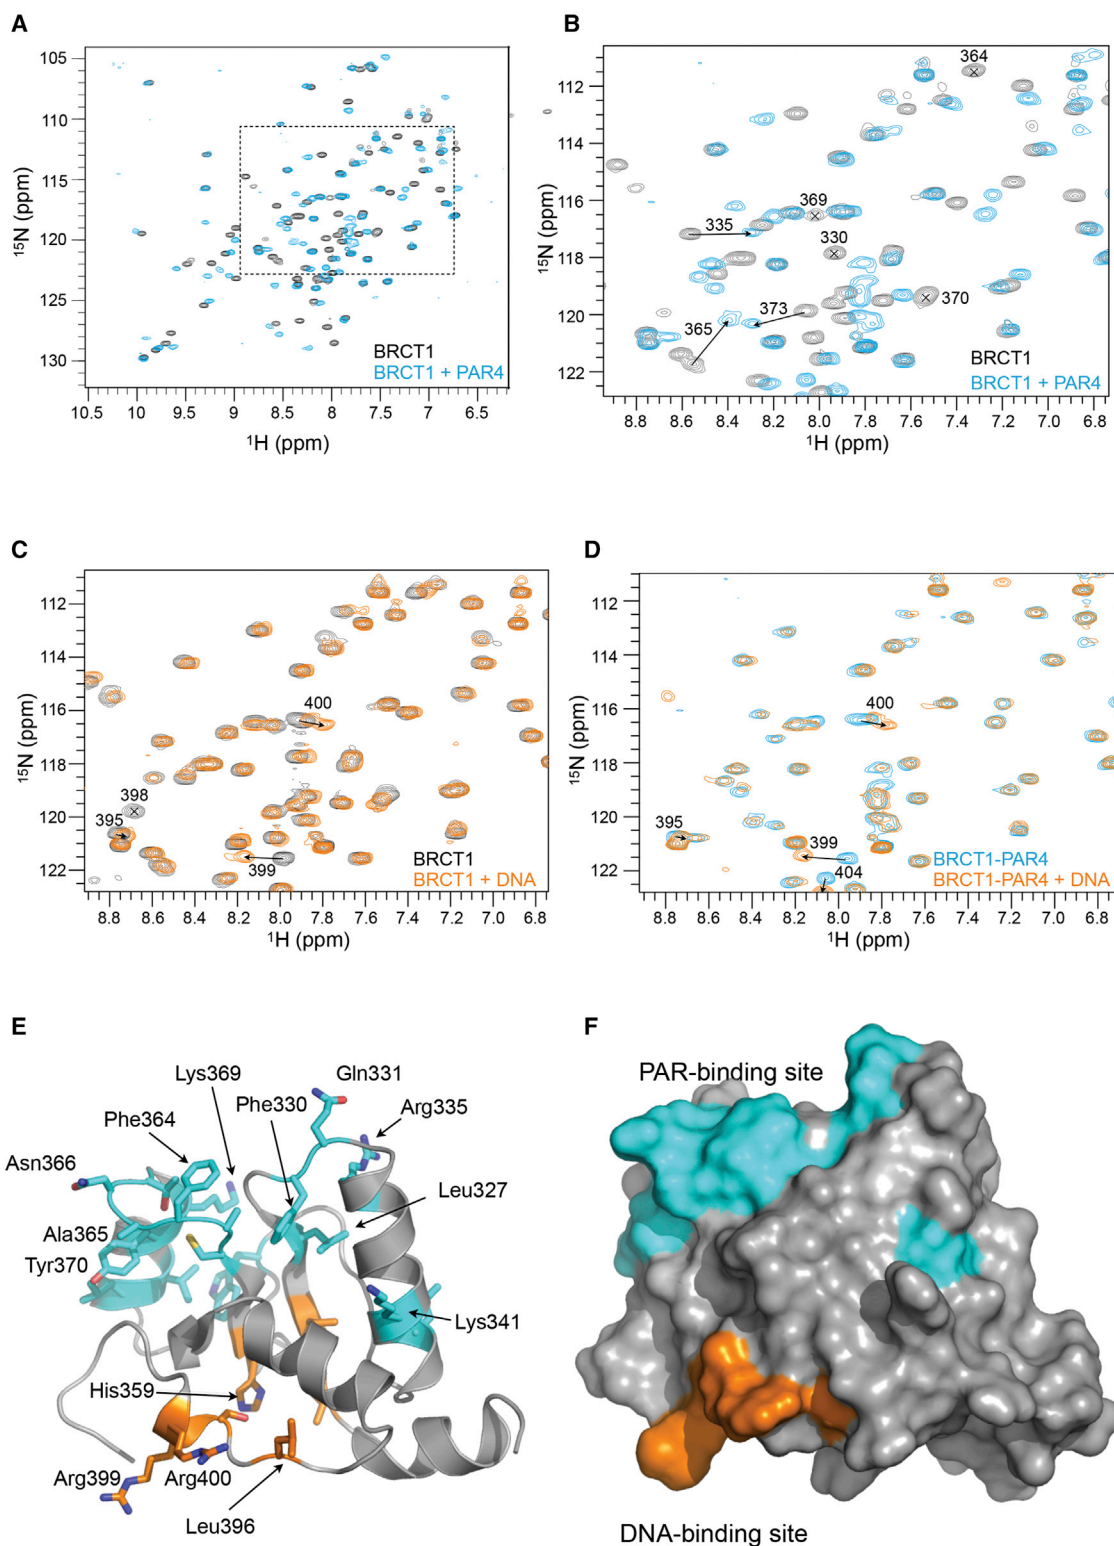 A
105
110
115
120
125
130
¹⁵N (ppm)
BRCT1
BRCT1 + PAR4
10.5 10 9.5 9 8.5 8 7.5 7 6.5
¹H (ppm)
B
112
114
116
118
120
122
¹⁵N (ppm)
364
369
335
330
370
373
365
BRCT1
BRCT1 + PAR4
8.8 8.6 8.4 8.2 8.0 7.8 7.6 7.4 7.2 7.0 6.8
¹H (ppm)
C
112
114
116
118
120
122
¹⁵N (ppm)
400
398
395
399
BRCT1
BRCT1 + DNA
8.8 8.6 8.4 8.2 8.0 7.8 7.6 7.4 7.2 7.0 6.8
¹H (ppm)
D
112
114
116
118
120
122
¹⁵N (ppm)
400
395
399
404
BRCT1-PAR4
BRCT1-PAR4 + DNA
8.8 8.6 8.4 8.2 8.0 7.8 7.6 7.4 7.2 7.0 6.8
¹H (ppm)
E
Lys369
Gln331
Phe330
Arg335
Phe364
Asn366
Leu327
Ala365
Tyr370
Lys341
His359
Arg399
Arg400
Leu396
F
PAR-binding site
DNA-binding site